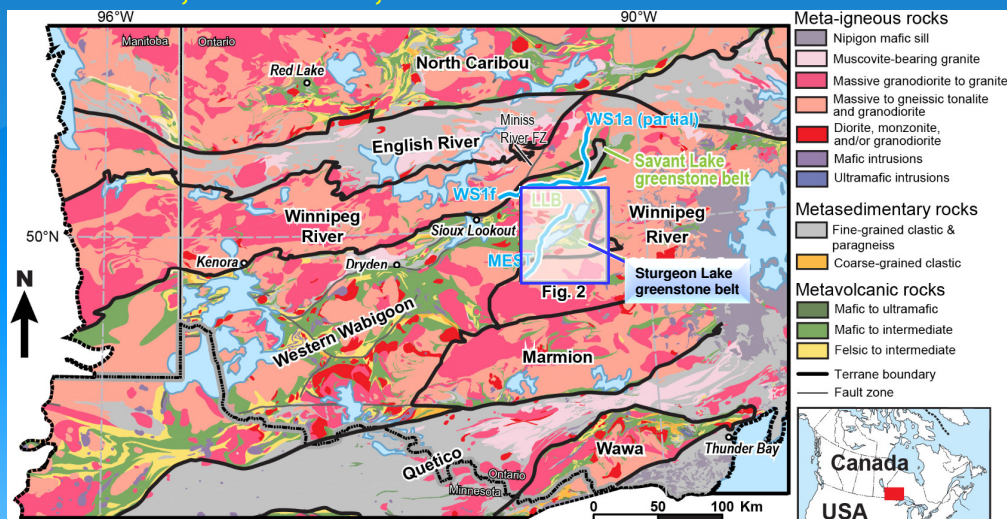 96°W
90°W
Manitoba
Ontario
Red Lake
North Caribou
Miniss
River FZ
WS1a (partial)
English River
Savant Lake
greenstone belt
WS1f
LLB
Winnipeg
River
Sioux Lookout
Winnipeg
River
50°N
Kenora
Dryden
MES
Sturgeon Lake
greenstone belt
Fig. 2
N
Western Wabigoon
Marmion
Wawa
Thunder Bay
Quetico
Ontario
Minnesota
0 50 100 Km
Meta-igneous rocks
Nipigon mafic sill
Muscovite-bearing granite
Massive granodiorite to granite
Massive to gneissic tonalite
and granodiorite
Diorite, monzonite,
and/or granodiorite
Mafic intrusions
Ultramafic intrusions
Metasedimentary rocks
Fine-grained clastic &
paragneiss
Coarse-grained clastic
Metavolcanic rocks
Mafic to ultramafic
Mafic to intermediate
Felsic to intermediate
Terrane boundary
Fault zone
Canada
USA